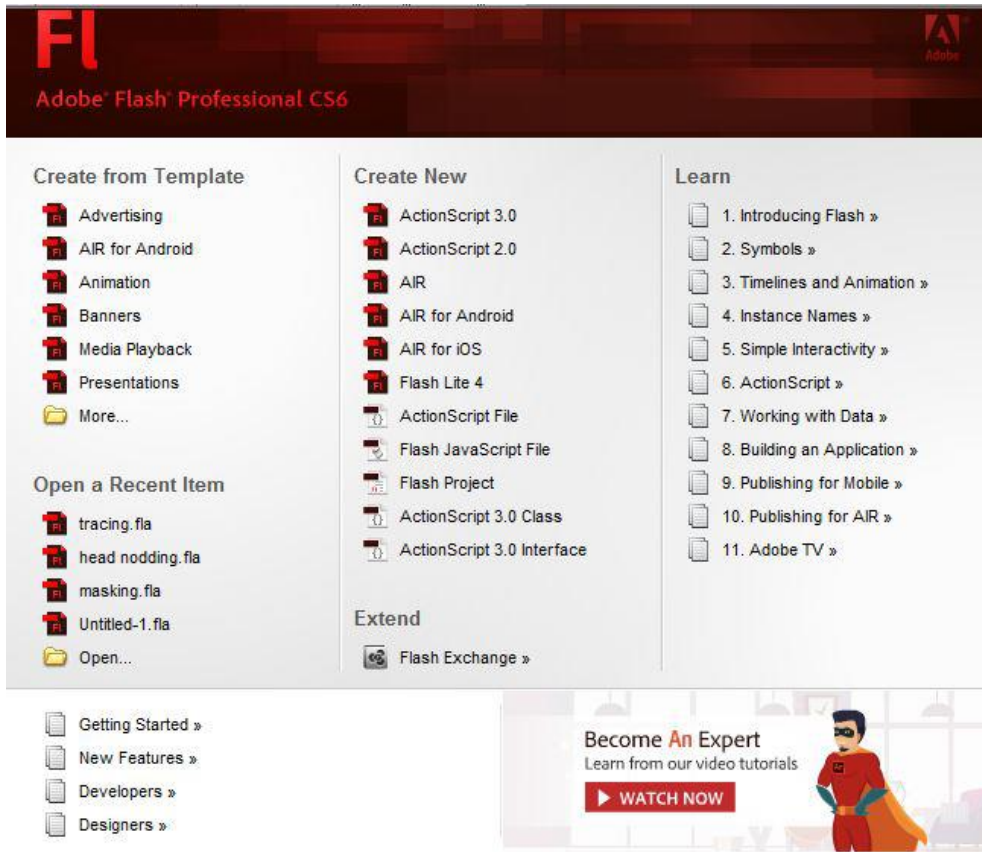 Fl
Adobe
Adobe® Flash® Professional CS6
Create from Template
Advertising
AIR for Android
Animation
Banners
Media Playback
Presentations
More...
Open a Recent Item
tracing.fla
head nodding.fla
masking.fla
Untitled-1.fla
Open...
Create New
ActionScript 3.0
ActionScript 2.0
AIR
AIR for Android
AIR for iOS
Flash Lite 4
ActionScript File
Flash JavaScript File
Flash Project
ActionScript 3.0 Class
ActionScript 3.0 Interface
Extend
Flash Exchange »
Learn
1. Introducing Flash »
2. Symbols »
3. Timelines and Animation »
4. Instance Names »
5. Simple Interactivity »
6. ActionScript »
7. Working with Data »
8. Building an Application »
9. Publishing for Mobile »
10. Publishing for AIR »
11. Adobe TV »
Getting Started »
New Features »
Developers »
Designers »
Become An Expert
Learn from our video tutorials
WATCH NOW